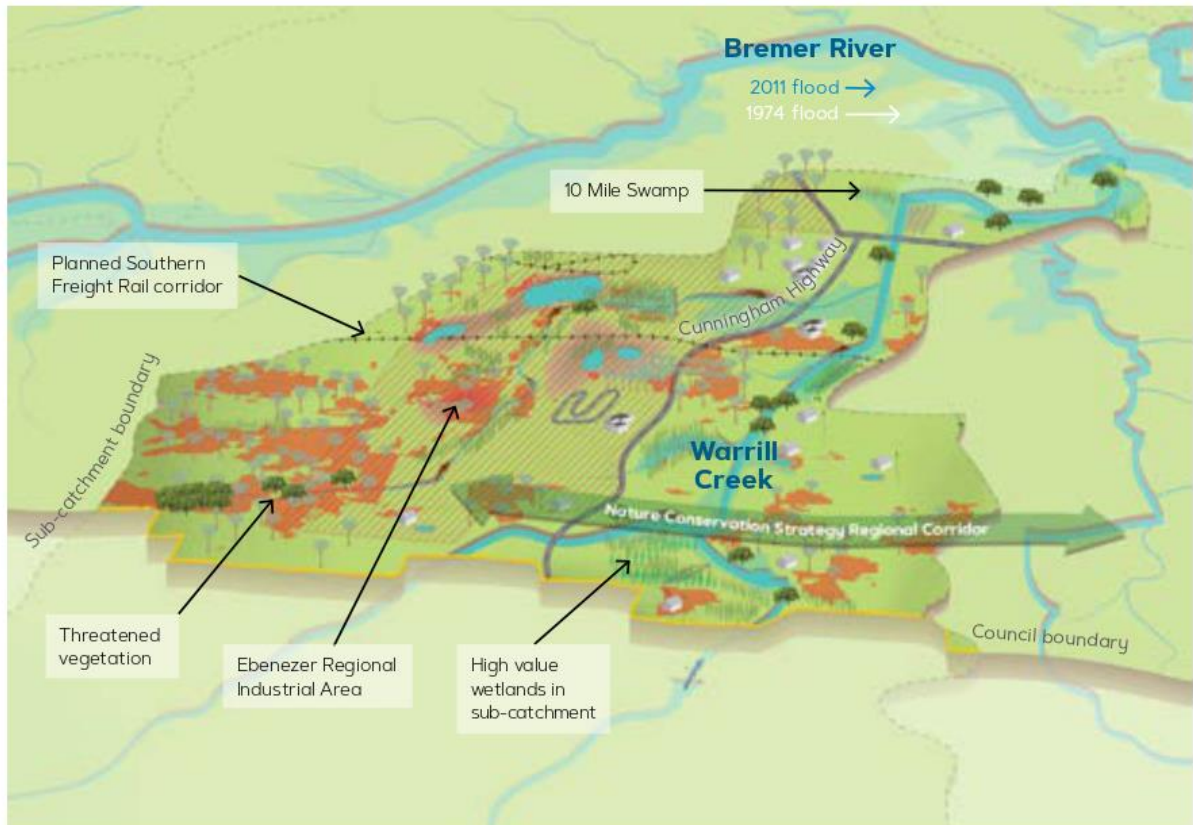 Bremer River
2011 flood
1974 flood
10 Mile Swamp
Planned Southern
Freight Rail corridor
Cunningham Highway
Sub-catchment boundary
Warrill
Creek
Nature Conservation Strategy Regional Corridor
Threatened
vegetation
Ebenezer Regional
Industrial Area
High value
wetlands in
sub-catchment
Council boundary